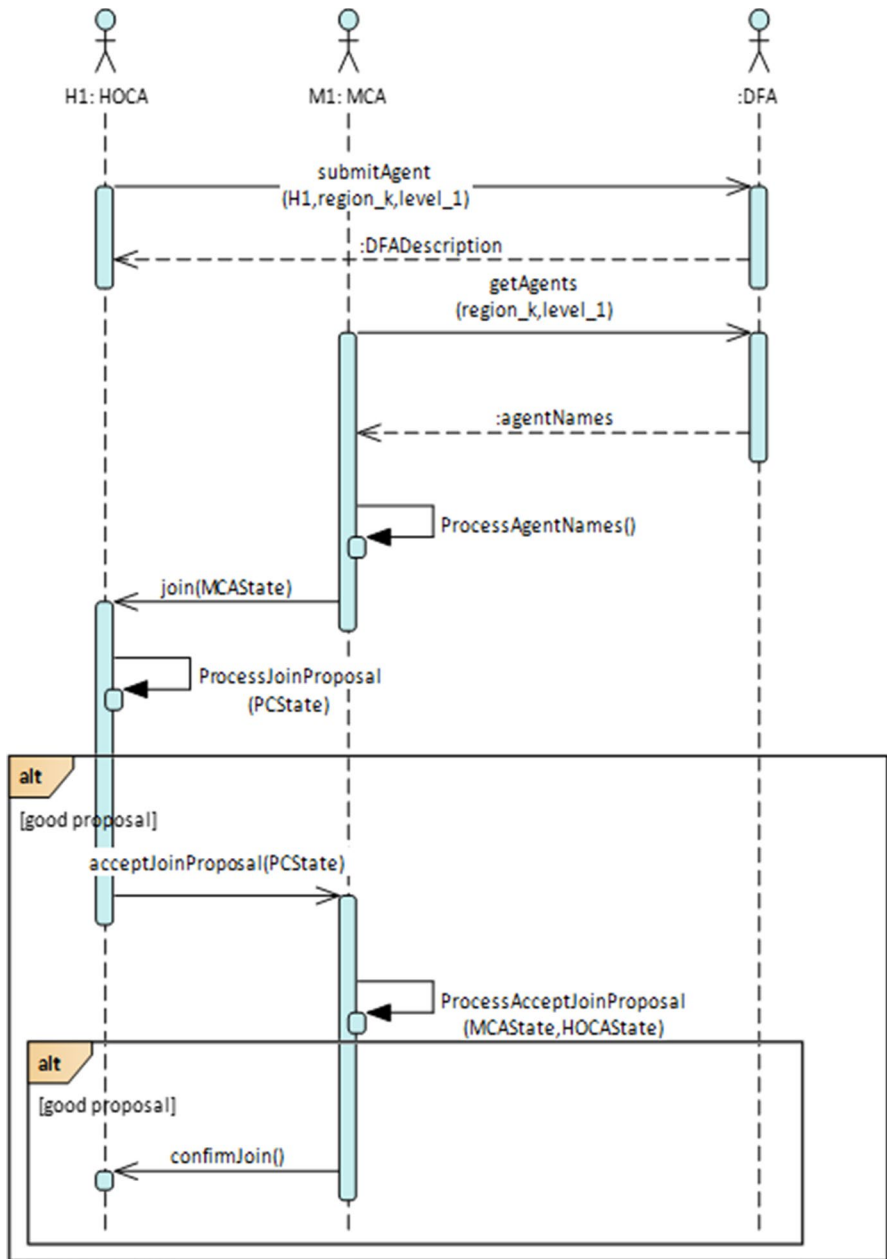 H1: HOCA
M1: MCA
:DFA
submitAgent
(H1,region_k,level_1)
:DFADescription
getAgents
(region_k,level_1)
:agentNames
ProcessAgentNames()
join(MCAState)
ProcessJoinProposal
(PCState)
alt
[good proposal]
acceptJoinProposal(PCState)
ProcessAcceptJoinProposal
(MCAState,HOCAState)
alt
[good proposal]
confirmJoin()